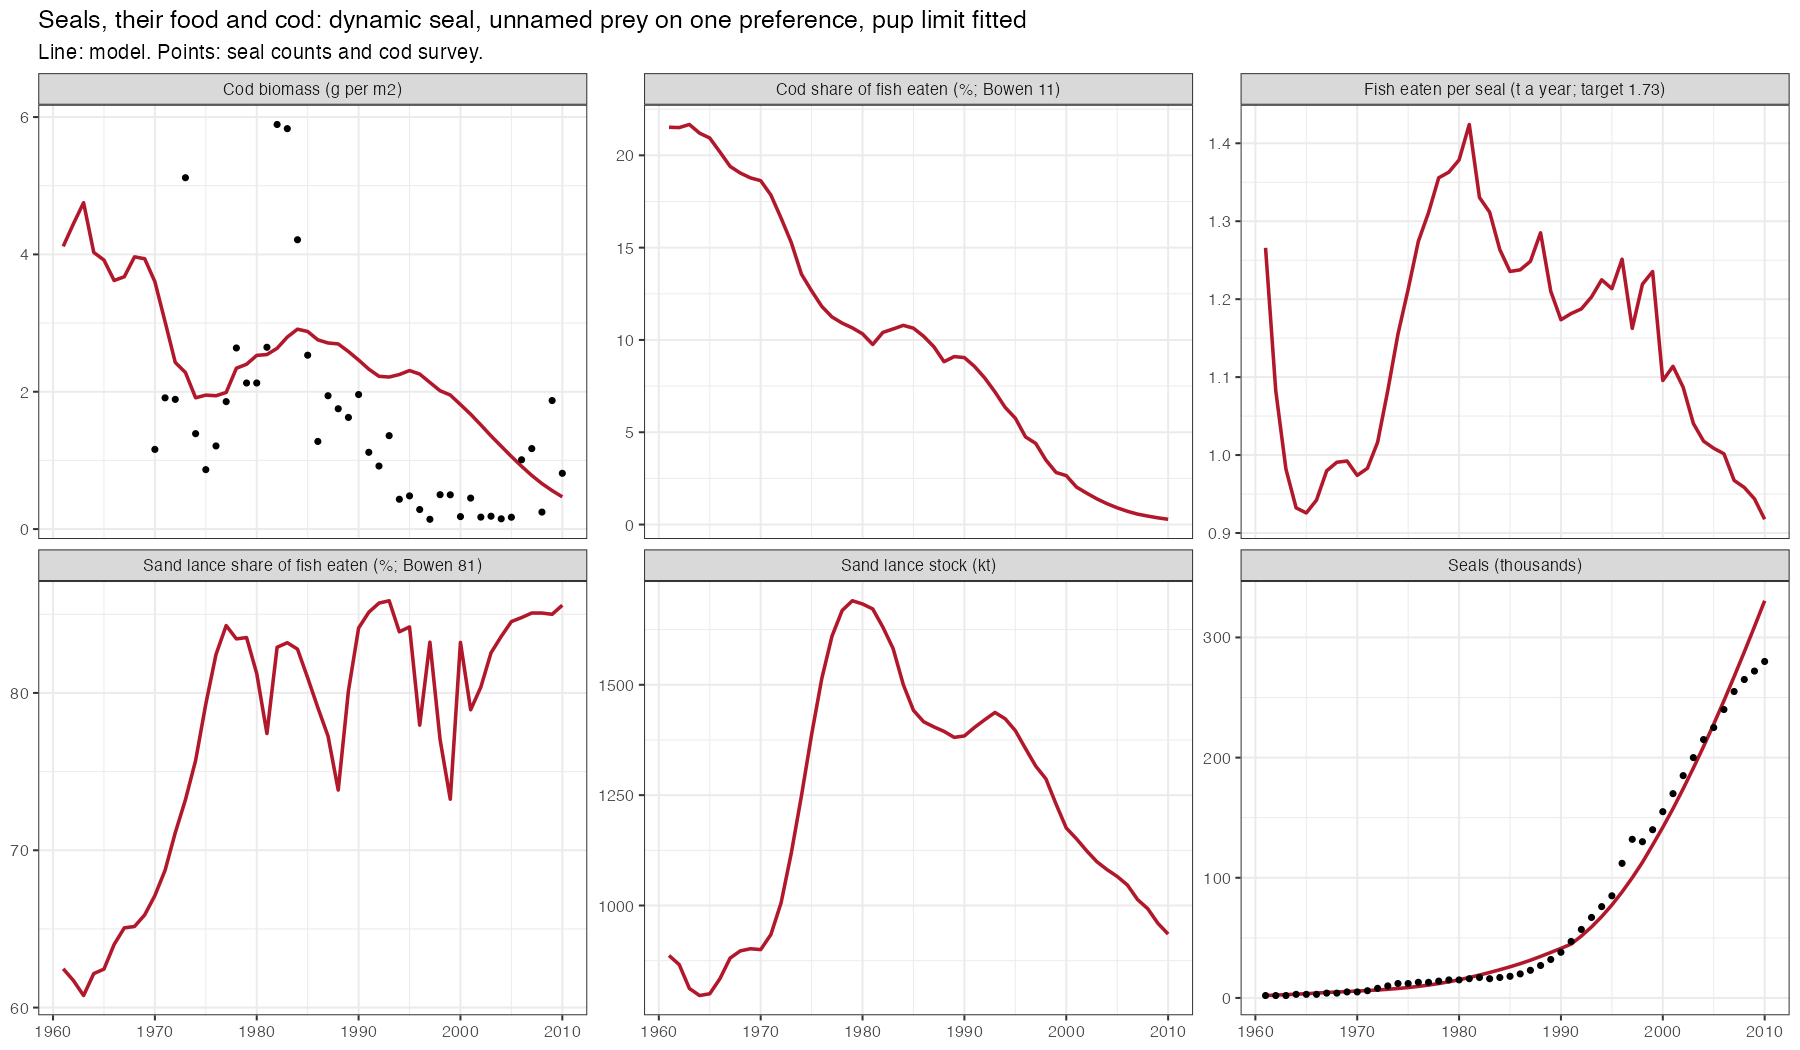 Seals, their food and cod: dynamic seal, unnamed prey on one preference, pup limit fitted
Line: model. Points: seal counts and cod survey.
Cod biomass (g per m2)
6
4
2
0
Cod share of fish eaten (%; Bowen 11)
20
15
10
5
0
Fish eaten per seal (t a year; target 1.73)
1.4
1.3
1.2
1.1
1.0
0.9
Sand lance share of fish eaten (%; Bowen 81)
80
70
60
1960 1970 1980 1990 2000 2010
Sand lance stock (kt)
1500
1250
1000
1960 1970 1980 1990 2000 2010
Seals (thousands)
300
200
100
0
1960 1970 1980 1990 2000 2010